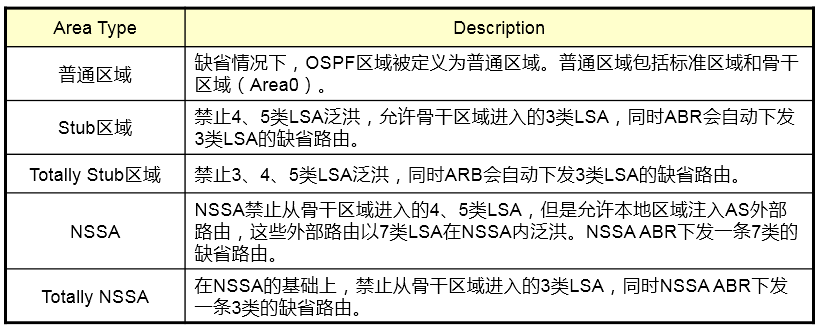 Area Type
Description
普通区域
缺省情况下，OSPF区域被定义为普通区域。普通区域包括标准区域和骨干
区域（Area0）。
Stub区域
禁止4、5类LSA泛洪，允许骨干区域进入的3类LSA，同时ABR会自动下发
3类LSA的缺省路由。
Totally Stub区域
禁止3、4、5类LSA泛洪，同时ARB会自动下发3类LSA的缺省路由。
NSSA
NSSA禁止从骨干区域进入的4、5类LSA，但是允许本地区域注入AS外部
路由，这些外部路由以7类LSA在NSSA内泛洪。NSSA ABR下发一条7类的
缺省路由。
Totally NSSA
在NSSA的基础上，禁止从骨干区域进入的3类LSA，同时NSSA ABR下发
一条3类的缺省路由。